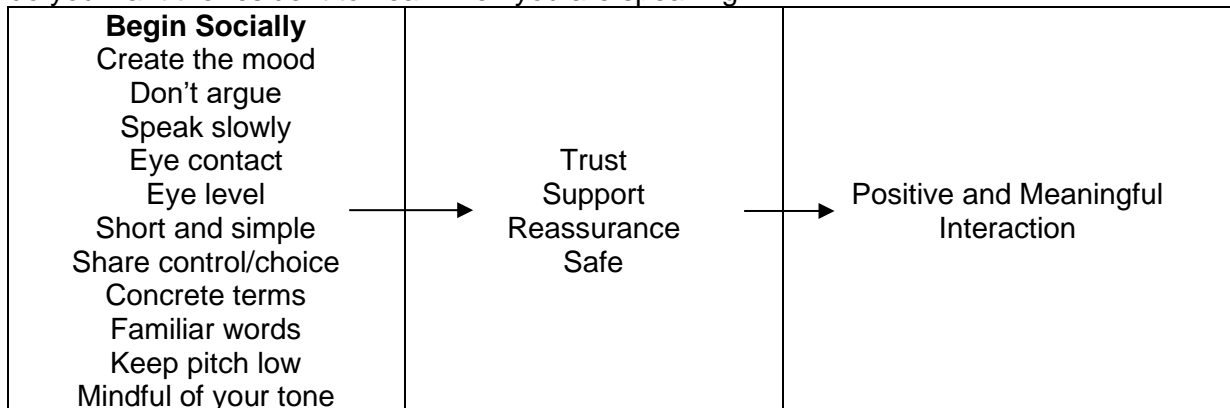 Begin Socially
Create the mood
Don’t argue
Speak slowly
Eye contact
Eye level
Short and simple
Share control/choice
Concrete terms
Familiar words
Keep pitch low
Mindful of your tone
Trust
Support
Reassurance
Safe
Positive and Meaningful
Interaction